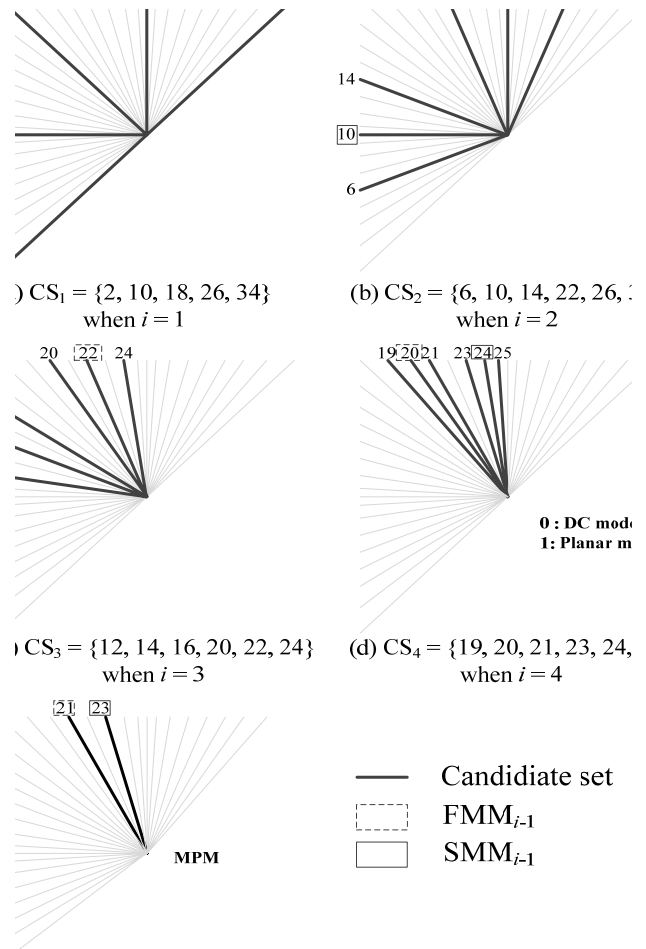 14
10
6
) CS1 = {2, 10, 18, 26, 34}
when i = 1
(b) CS2 = {6, 10, 14, 22, 26,
when i = 2
20 22 24
19 20 21 23 24 25
0 : DC mode
1: Planar m
) CS3 = {12, 14, 16, 20, 22, 24}
when i = 3
(d) CS4 = {19, 20, 21, 23, 24,
when i = 4
21 23
MPM
Candidiate set
FMMi-1
SMMi-1